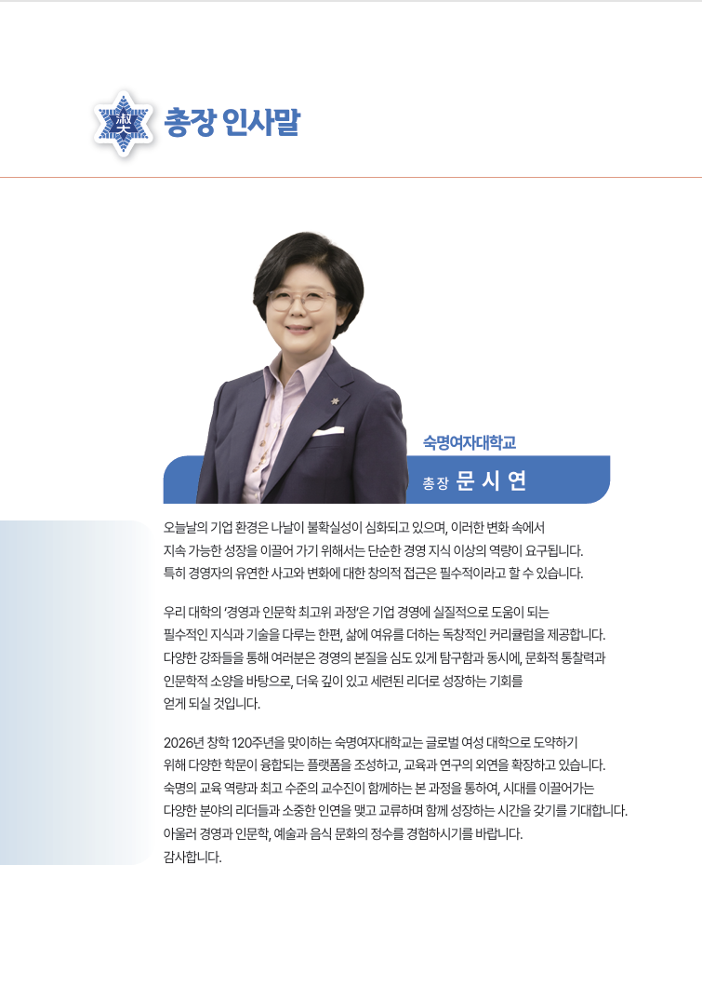 淑大
총장 인사말
숙명여자대학교
총장 문시연
오늘날의 기업 환경은 나날이 불확실성이 심화되고 있으며, 이러한 변화 속에서
지속 가능한 성장을 이끌어 가기 위해서는 단순한 경영 지식 이상의 역량이 요구됩니다.
특히 경영자의 유연한 사고와 변화에 대한 창의적 접근은 필수적이라고 할 수 있습니다.
우리 대학의 ‘경영과 인문학 최고위 과정’은 기업 경영에 실질적으로 도움이 되는
필수적인 지식과 기술을 다루는 한편, 삶에 여유를 더하는 독창적인 커리큘럼을 제공합니다.
다양한 강좌들을 통해 여러분은 경영의 본질을 심도 있게 탐구함과 동시에, 문화적 통찰력과
인문학적 소양을 바탕으로, 더욱 깊이 있고 세련된 리더로 성장하는 기회를
얻게 되실 것입니다.
2026년 창학 120주년을 맞이하는 숙명여자대학교는 글로벌 여성 대학으로 도약하기
위해 다양한 학문이 융합되는 플랫폼을 조성하고, 교육과 연구의 외연을 확장하고 있습니다.
숙명의 교육 역량과 최고 수준의 교수진이 함께하는 본 과정을 통하여, 시대를 이끌어가는
다양한 분야의 리더들과 소중한 인연을 맺고 교류하며 함께 성장하는 시간을 갖기를 기대합니다.
아울러 경영과 인문학, 예술과 음식 문화의 정수를 경험하시기를 바랍니다.
감사합니다.